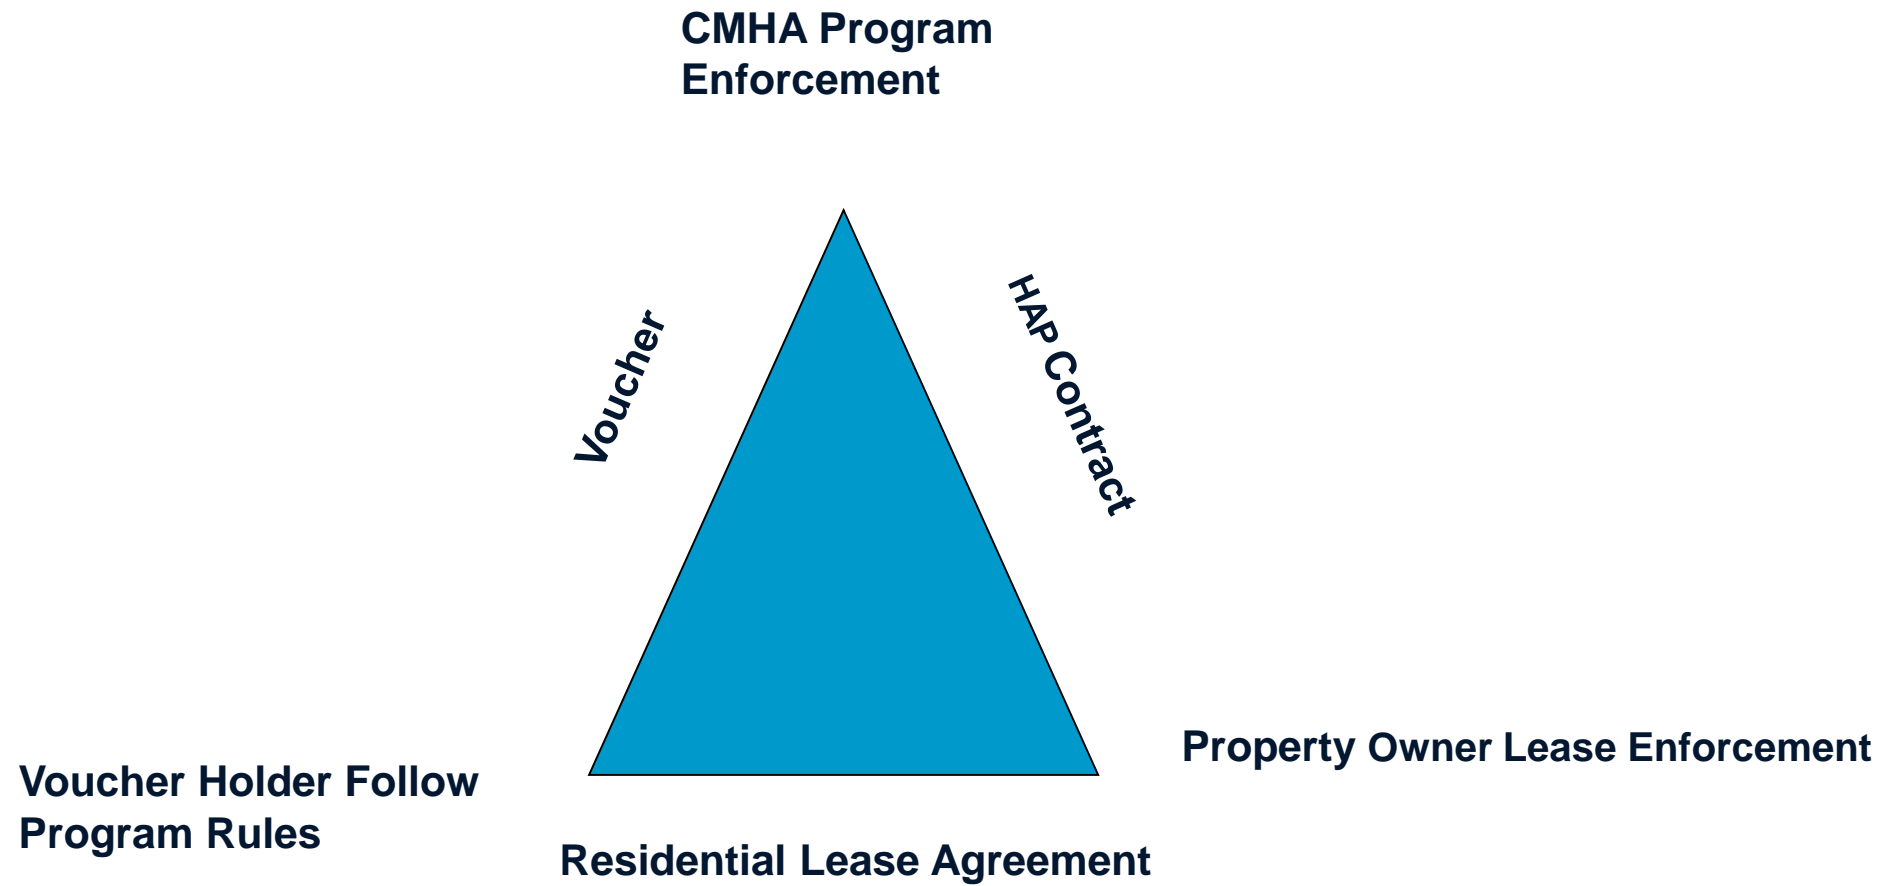 CMHA Program
Enforcement
Voucher
HAP Contract
Property Owner Lease Enforcement
Voucher Holder Follow
Program Rules
Residential Lease Agreement